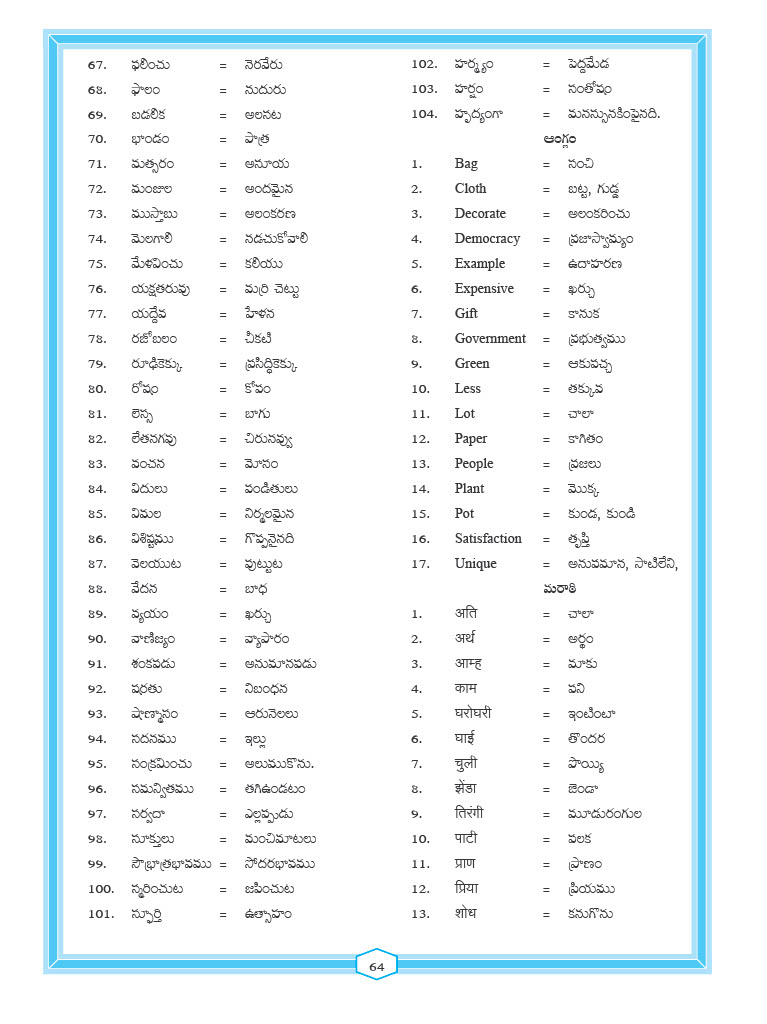 67. ఫలించు = నెరవేరు
68. ఫాలం = నుదురు
69. బడలిక = అలసట
70. భాండం = పాత్ర
71. మత్సరం = అసూయ
72. మంజుల = అందమైన
73. ముస్తాబు = అలంకరణ
74. మెలగాలి = నడచుకోవాలి
75. మేళవించు = కలియు
76. యక్షతరువు = మర్రి చెట్టు
77. యద్దేవ = హేళన
78. రజోబలం = చీకటి
79. రూఢికెక్కు = ప్రసిద్ధికెక్కు
80. రోషం = కోపం
81. లెస్స = బాగు
82. లేతనగవు = చిరునవ్వు
83. వంచన = మోసం
84. విదులు = పండితులు
85. విమల = నిర్మలమైన
86. విశిష్టము = గొప్పనైనది
87. వెలయుట = పుట్టుట
88. వేదన = బాధ
89. వ్యయం = ఖర్చు
90. వాణిజ్యం = వ్యాపారం
91. శంకపడు = అనుమానపడు
92. షరతు = నిబంధన
93. షాణ్మాసం = ఆరునెలలు
94. సదనము = ఇల్లు
95. సంక్రమించు = అలుముకొను.
96. సమన్వితము = తగిఉండటం
97. సర్వదా = ఎల్లప్పుడు
98. సూక్తులు = మంచిమాటలు
99. సౌభ్రాత్రభావము = సోదరభావము
100. స్మరించుట = జపించుట
101. స్ఫూర్తి = ఉత్సాహం
102. హర్మ్యం = పెద్దమేడ
103. హర్షం = సంతోషం
104. హృద్యంగా = మనస్సునకింపైనది.
ఆంగ్లం
1. Bag = సంచి
2. Cloth = బట్ట, గుడ్డ
3. Decorate = అలంకరించు
4. Democracy = ప్రజాస్వామ్యం
5. Example = ఉదాహరణ
6. Expensive = ఖర్చు
7. Gift = కానుక
8. Government = ప్రభుత్వము
9. Green = ఆకుపచ్చ
10. Less = తక్కువ
11. Lot = చాలా
12. Paper = కాగితం
13. People = ప్రజలు
14. Plant = మొక్క
15. Pot = కుండ, కుండి
16. Satisfaction = తృప్తి
17. Unique = అనుపమాన, సాటిలేని,
మరాఠి
1. अति = చాలా
2. अर्थ = అర్థం
3. आम्ह = మాకు
4. काम = పని
5. घरोघरी = ఇంటింటా
6. घाई = తొందర
7. चुली = పొయ్యి
8. झेंडा = జెండా
9. तिरंगी = మూడురంగుల
10. पाटी = పలక
11. प्राण = ప్రాణం
12. प्रिया = ప్రియము
13. शोध = కనుగొను
64